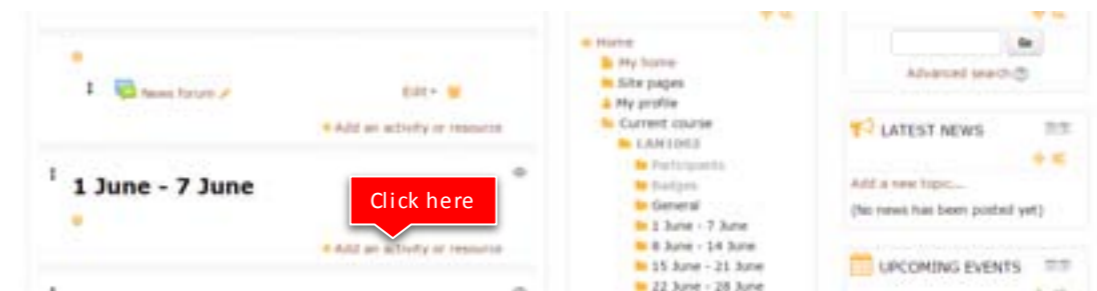 News forum
Edit
Add an activity or resource
1 June - 7 June
Click here
Add an activity or resource
Home
My home
Site pages
My profile
Current course
LAN1003
Participants
Badges
General
1 June - 7 June
8 June - 14 June
15 June - 21 June
22 June - 28 June
Go
Advanced search
LATEST NEWS
Add a new topic...
(No news has been posted yet)
UPCOMING EVENTS